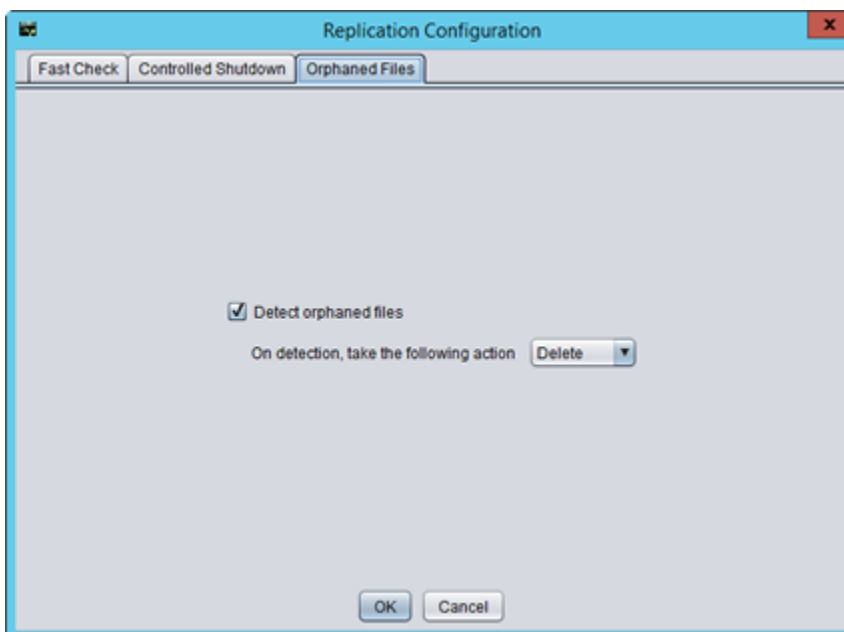 Replication Configuration
x
Fast Check Controlled Shutdown Orphaned Files
Detect orphaned files
On detection, take the following action Delete
OK Cancel